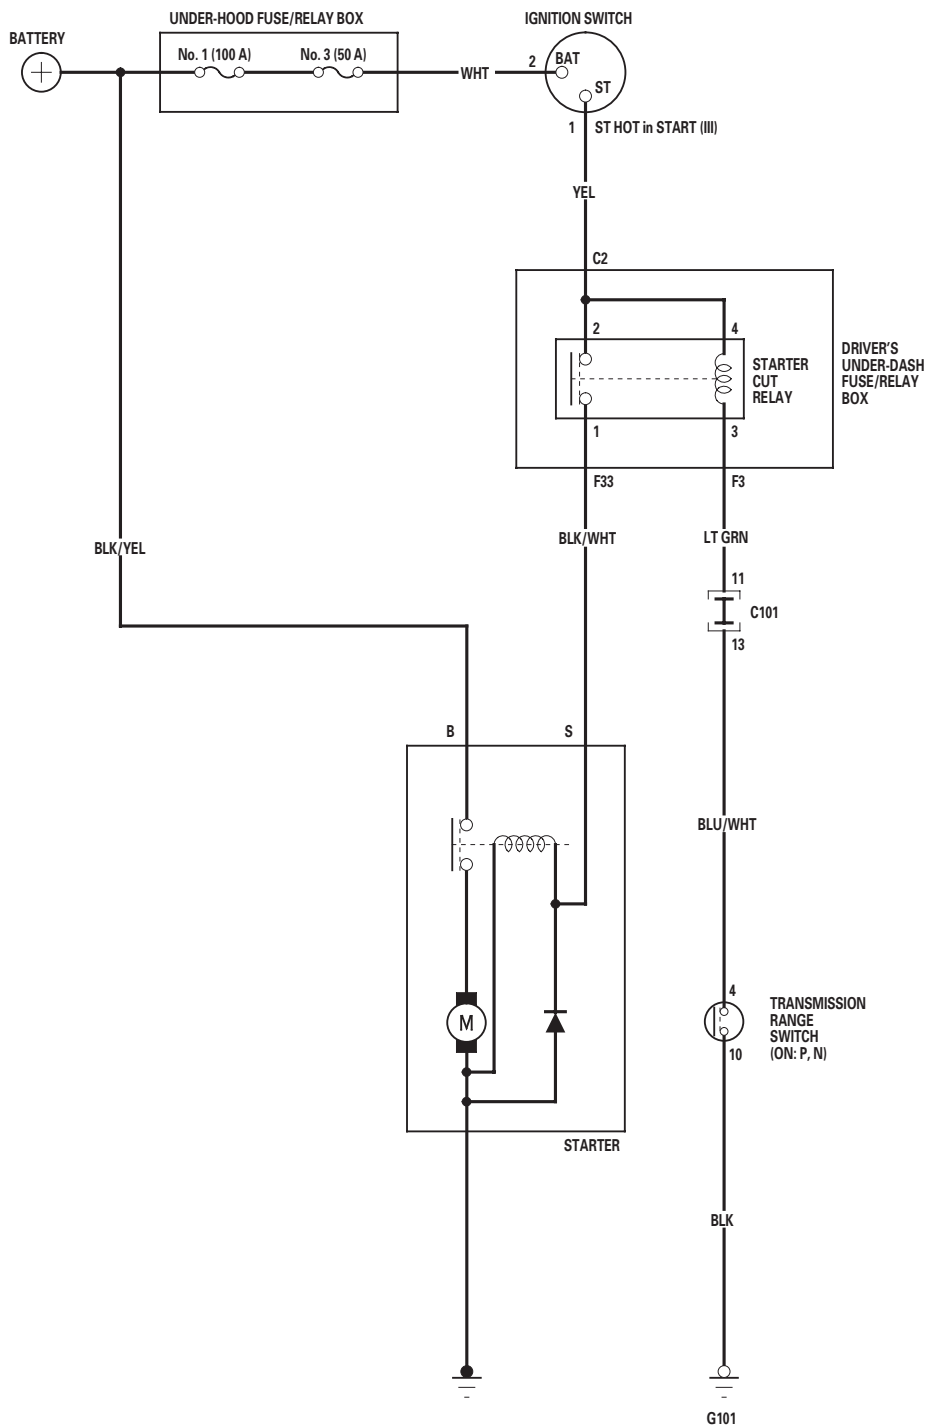 UNDER-HOOD FUSE/RELAY BOX
IGNITION SWITCH
BATTERY
No. 1 (100 A)
No. 3 (50 A)
2
BAT
WHT
ST
1
ST HOT in START (III)
YEL
C2
2
4
DRIVER'S
UNDER-DASH
FUSE/RELAY
BOX
STARTER
CUT
RELAY
1
3
F33
F3
BLK/YEL
BLK/WHT
LT GRN
11
C101
13
B
S
BLU/WHT
M
4
TRANSMISSION
RANGE
SWITCH
(ON: P, N)
10
STARTER
BLK
G101